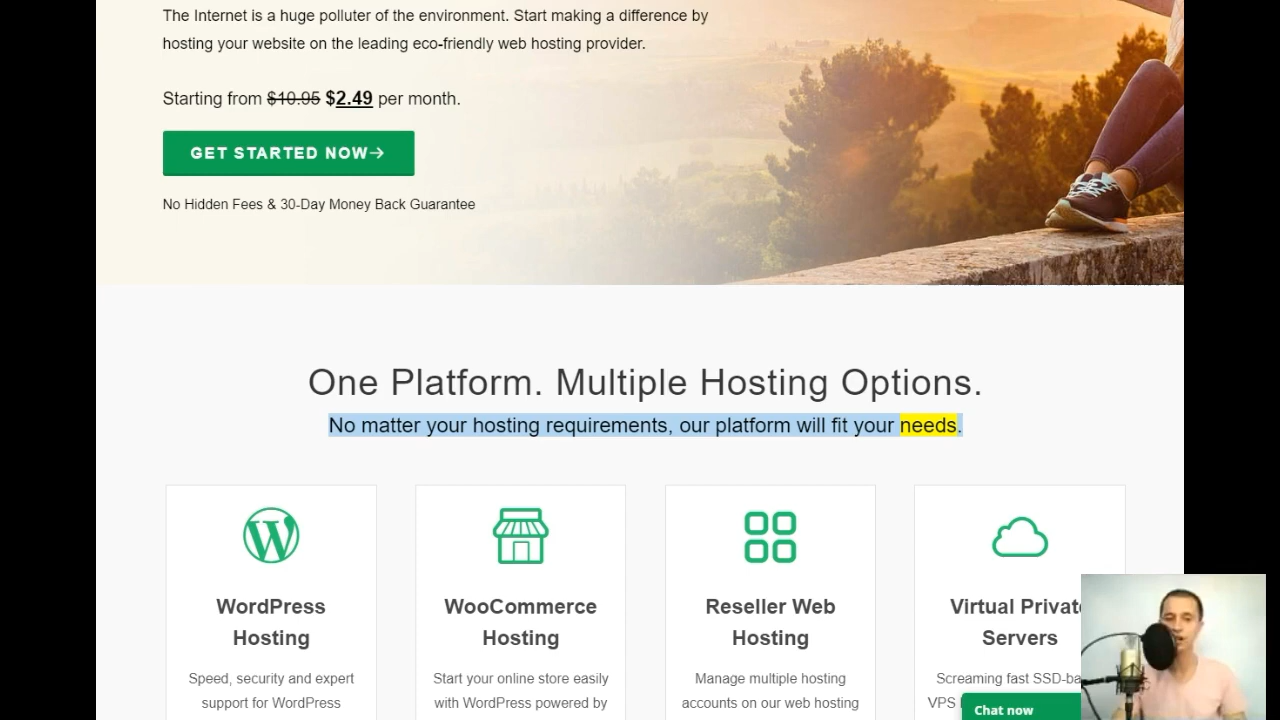 The Internet is a huge polluter of the environment. Start making a difference by
hosting your website on the leading eco-friendly web hosting provider.
Starting from $10.95 $2.49 per month.
GET STARTED NOW→
No Hidden Fees & 30-Day Money Back Guarantee
One Platform. Multiple Hosting Options.
No matter your hosting requirements, our platform will fit your needs.
WordPress
Hosting
Speed, security and expert
support for WordPress
WooCommerce
Hosting
Start your online store easily
with WordPress powered by
Reseller Web
Hosting
Manage multiple hosting
accounts on our web hosting
Virtual Private
Servers
Screaming fast SSD-ba
VPS
Chat now